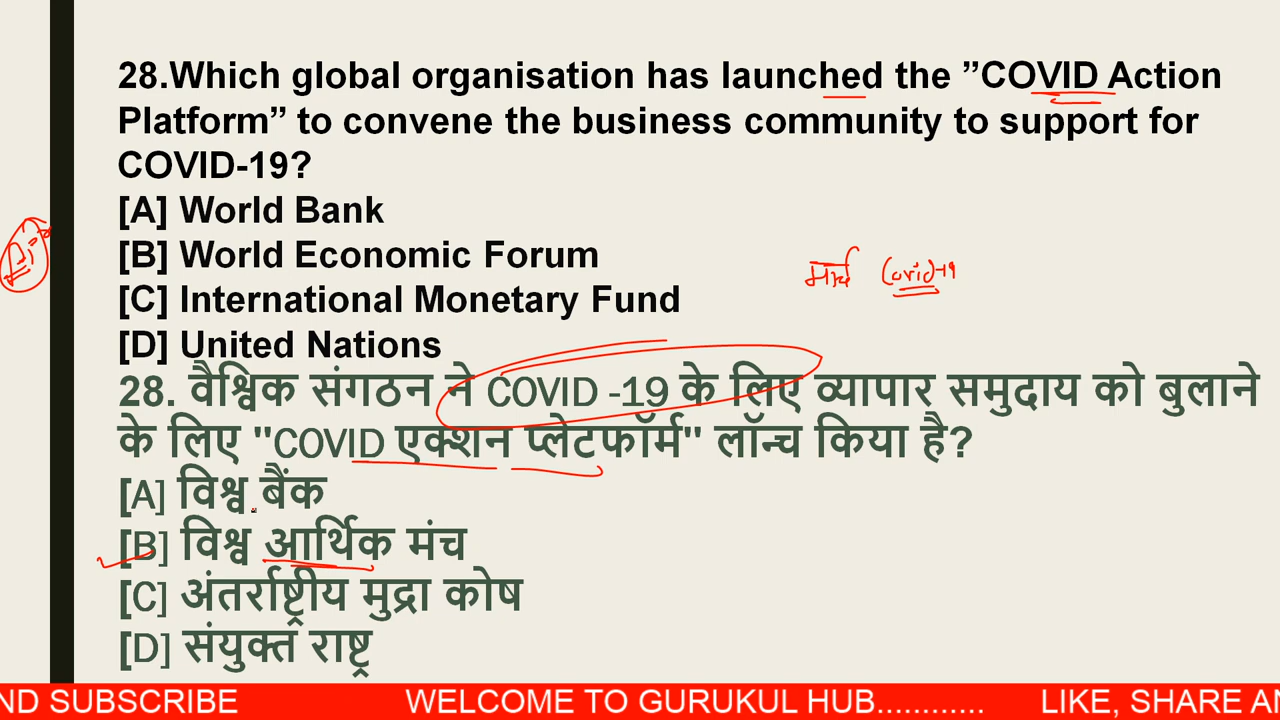 28.Which global organisation has launched the ”COVID Action
Platform” to convene the business community to support for
COVID-19?
[A] World Bank
[B] World Economic Forum
[C] International Monetary Fund
[D] United Nations
मार्च Covid-19
28. वैश्विक संगठन ने COVID -19 के लिए व्यापार समुदाय को बुलाने
के लिए "COVID एक्शन प्लेटफॉर्म" लॉन्च किया है?
[A] विश्व बैंक
[B] विश्व आर्थिक मंच
[C] अंतर्राष्ट्रीय मुद्रा कोष
[D] संयुक्त राष्ट्र
ND SUBSCRIBE WELCOME TO GURUKUL HUB............ LIKE, SHARE AN